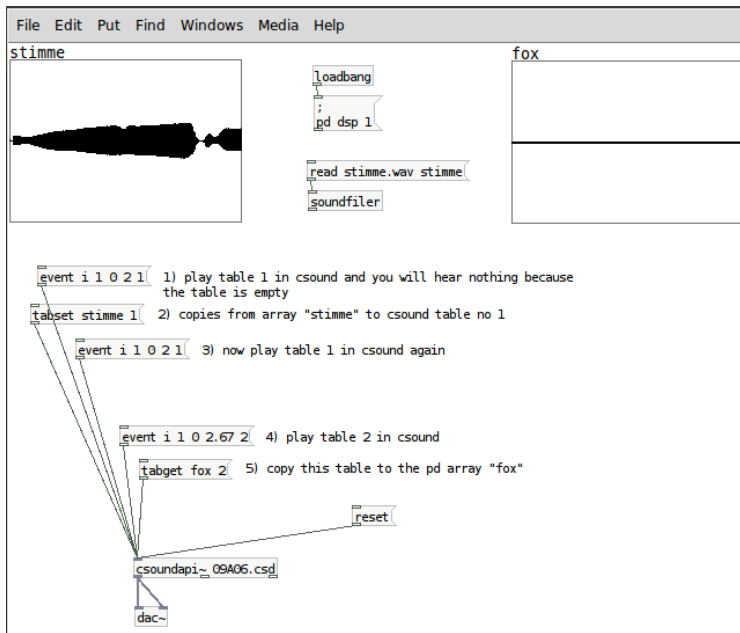 File Edit Put Find Windows Media Help
stimme
fox
loadbang
;
pd dsp 1
read stimme.wav stimme
soundfiler
event i 1 0 2 1
1) play table 1 in csound and you will hear nothing because
the table is empty
tabset stimme 1
2) copies from array "stimme" to csound table no 1
event i 1 0 2 1
3) now play table 1 in csound again
event i 1 0 2.67 2
4) play table 2 in csound
tabget fox 2
5) copy this table to the pd array "fox"
reset
csoundapi~ 09A06.csd
dac~